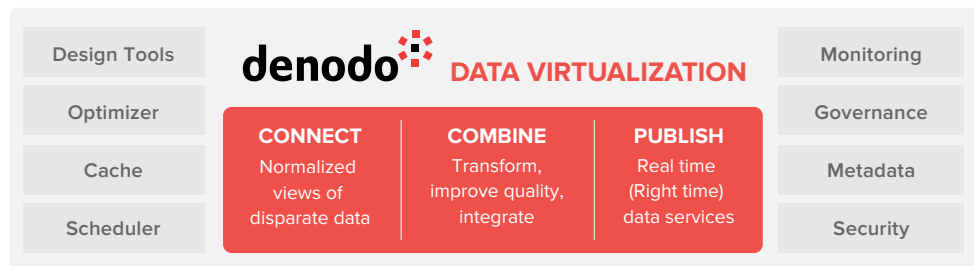 Design Tools
Optimizer
Cache
Scheduler
denodo DATA VIRTUALIZATION
CONNECT
Normalized
views of
disparate data
COMBINE
Transform,
improve quality,
integrate
PUBLISH
Real time
(Right time)
data services
Monitoring
Governance
Metadata
Security